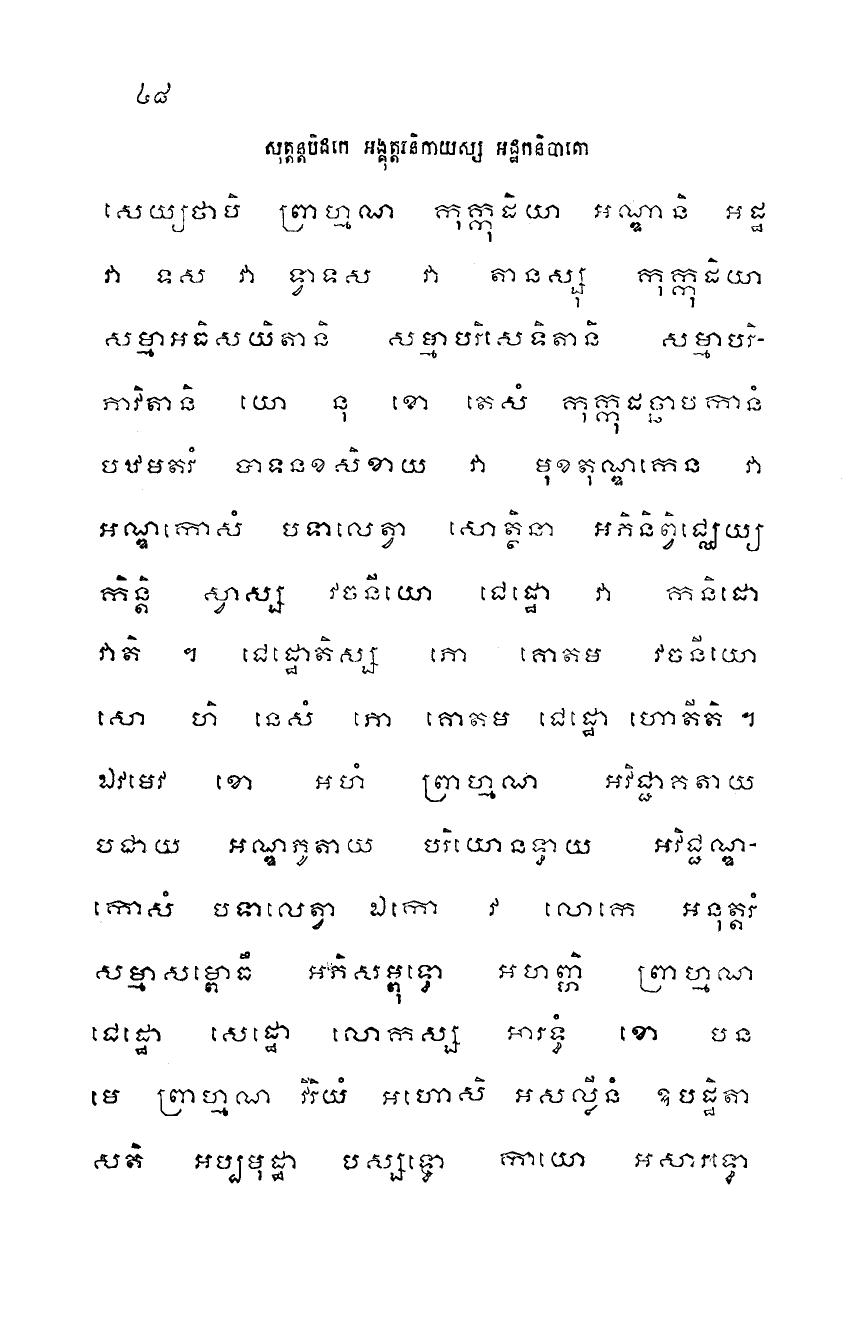 ៤៨
សុត្តន្តបិដកេ អង្គុត្តរនិកាយស្ស អដ្ឋកនិបាតោ
សេយ្យថាបិ ព្រាហ្មណ កុក្កុដិយា អណ្ឌានិ អដ្ឋ
វា ទស វា ទ្វាទស វា តានស្សុ កុក្កុដិយា
សម្មាអធិសយិតានិ សម្មាបរិសេទិតានិ សម្មាបរិ-
ភាវិតានិ យោ នុ ខោ តេសំ កុក្កុដច្ឆាបកានំ
បឋមតរំ បាទនខសិខាយ វា មុខតុណ្ឌកេន វា
អណ្ឌកោសំ បទាលេត្វា សោត្ថិនា អភិនិព្វិជ្ឈេយ្យ
កិន្តិ ស្វាស្ស វចនីយោ ជេដ្ឋោ វា កនិដោ
វាតិ ។ ជេដ្ឋោតិស្ស ភោ គោតម វចនីយោ
សោ ហិ នេសំ ភោ គោតម ជេដ្ឋោ ហោតីតិ ។
ឯវមេវ ខោ អហំ ព្រាហ្មណ អវិជ្ជាគតាយ
បជាយ អណ្ឌភូតាយ បរិយោនទ្ធាយ អវិជ្ជណ្ឌ-
កោសំ បទាលេត្វា ឯកោ វ លោកេ អនុត្តរំ
សម្មាសម្ពោធឹ អភិសម្ពុទ្ធោ អហញ្ហិ ព្រាហ្មណ
ជេដ្ឋោ សេដ្ឋោ លោកស្ស អារទ្ធំ ខោ បន
មេ ព្រាហ្មណ វីរិយំ អហោសិ អសល្លីនំ ឧបដ្ឋិតា
សតិ អប្បមុដ្ឋា បស្សទ្ធោ កាយោ អសារទ្ធោ